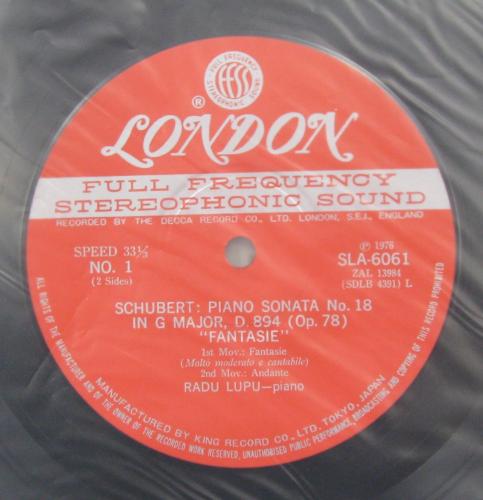 FULL FREQUENCY
FFSS
STEREOPHONIC SOUND
®
LONDON
FULL FREQUENCY
STEREOPHONIC SOUND
RECORDED BY THE DECCA RECORD CO., LTD. LONDON, S.E.I., ENGLAND
SPEED 33⅓
NO. 1
(2 Sides)
Ⓟ 1976
SLA-6061
ZAL 13984
(SDLB 4391) L
SCHUBERT: PIANO SONATA No. 18
IN G MAJOR, D. 894 (Op. 78)
"FANTASIE"
1st Mov.: Fantasie
(Molto moderato e cantabile)
2nd Mov.: Andante
RADU LUPU—piano
MANUFACTURED BY KING RECORD CO., LTD. TOKYO, JAPAN
ALL RIGHTS OF THE MANUFACTURER AND OF THE OWNER OF THE RECORDED WORK RESERVED, UNAUTHORISED PUBLIC PERFORMANCE, BROADCASTING AND COPYING OF THIS RECORD PROHIBITED